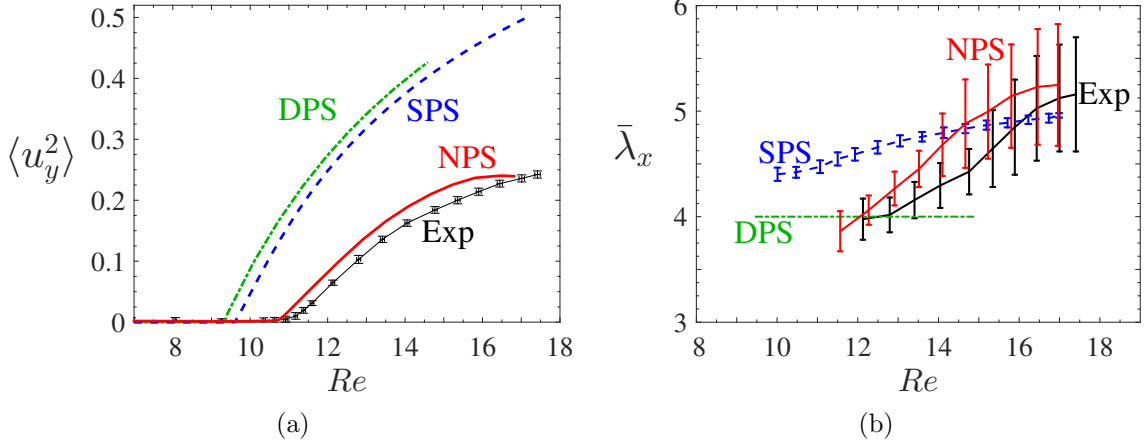 0.5
0.4
0.3
0.2
0.1
0
⟨u_y^2⟩
DPS
SPS
NPS
Exp
8 10 12 14 16 18
Re
(a)
6
5
4
3
λ̄_x
NPS
Exp
SPS
DPS
8 10 12 14 16 18
Re
(b)